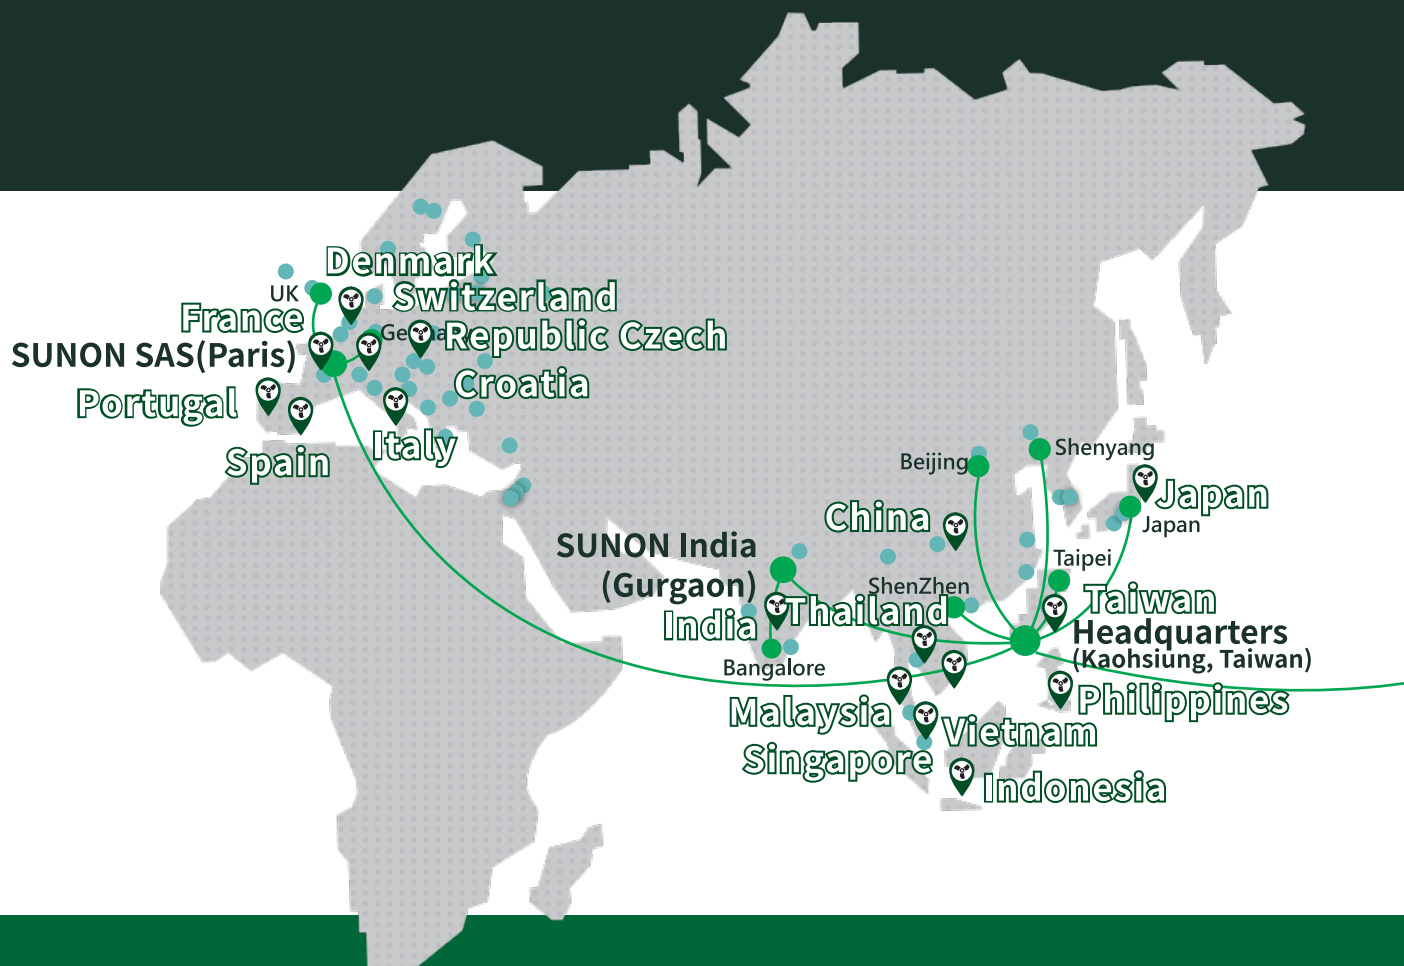 Denmark
UK
Switzerland
France
Germany
Republic Czech
SUNON SAS(Paris)
Croatia
Portugal
Italy
Spain
Beijing
Shenyang
Japan
China
Japan
SUNON India
(Gurgaon)
Taipei
ShenZhen
Thailand
Taiwan
India
Headquarters
(Kaohsiung, Taiwan)
Bangalore
Philippines
Malaysia
Vietnam
Singapore
Indonesia